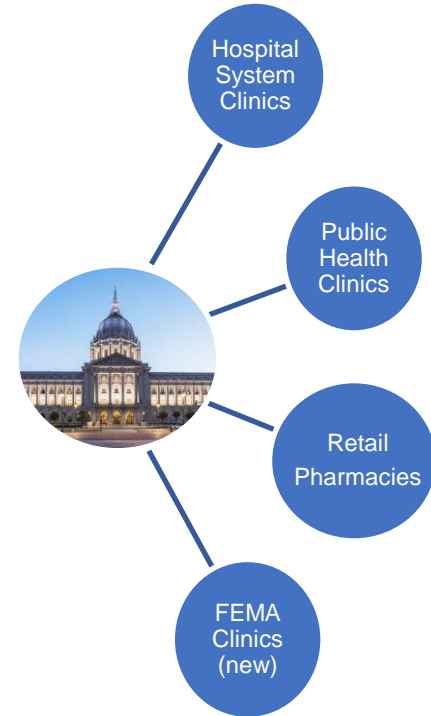 Hospital
System
Clinics
Public
Health
Clinics
Retail
Pharmacies
FEMA
Clinics
(new)